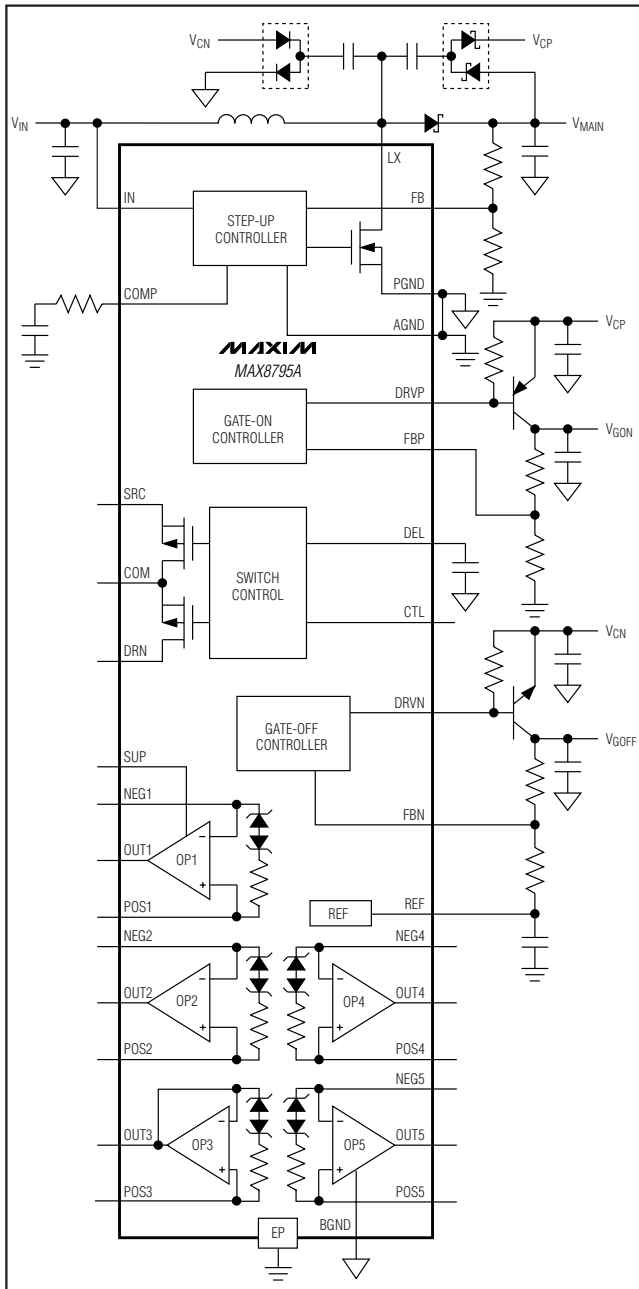 VCN
VCP
VIN
VMAIN
LX
IN
FB
STEP-UP
CONTROLLER
PGND
COMP
AGND
VCP
MAXIM
MAX8795A
DRVP
GATE-ON
CONTROLLER
VGON
FBP
SRC
DEL
COM
SWITCH
CONTROL
CTL
DRN
VCN
DRVN
GATE-OFF
CONTROLLER
VGOFF
SUP
NEG1
FBN
-
OUT1
OP1
+
POS1
REF
REF
NEG2
NEG4
-
-
OUT2
OP2
OP4
OUT4
+
+
POS2
POS4
NEG5
-
-
OUT3
OP3
OP5
OUT5
+
+
POS3
POS5
EP
BGND